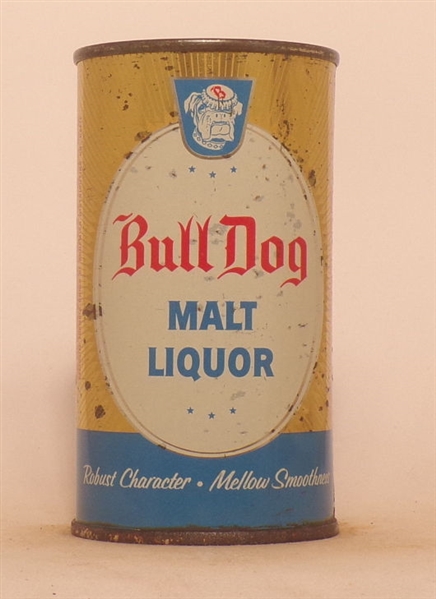 B
Bull Dog
MALT
LIQUOR
Robust Character • Mellow Smoothness